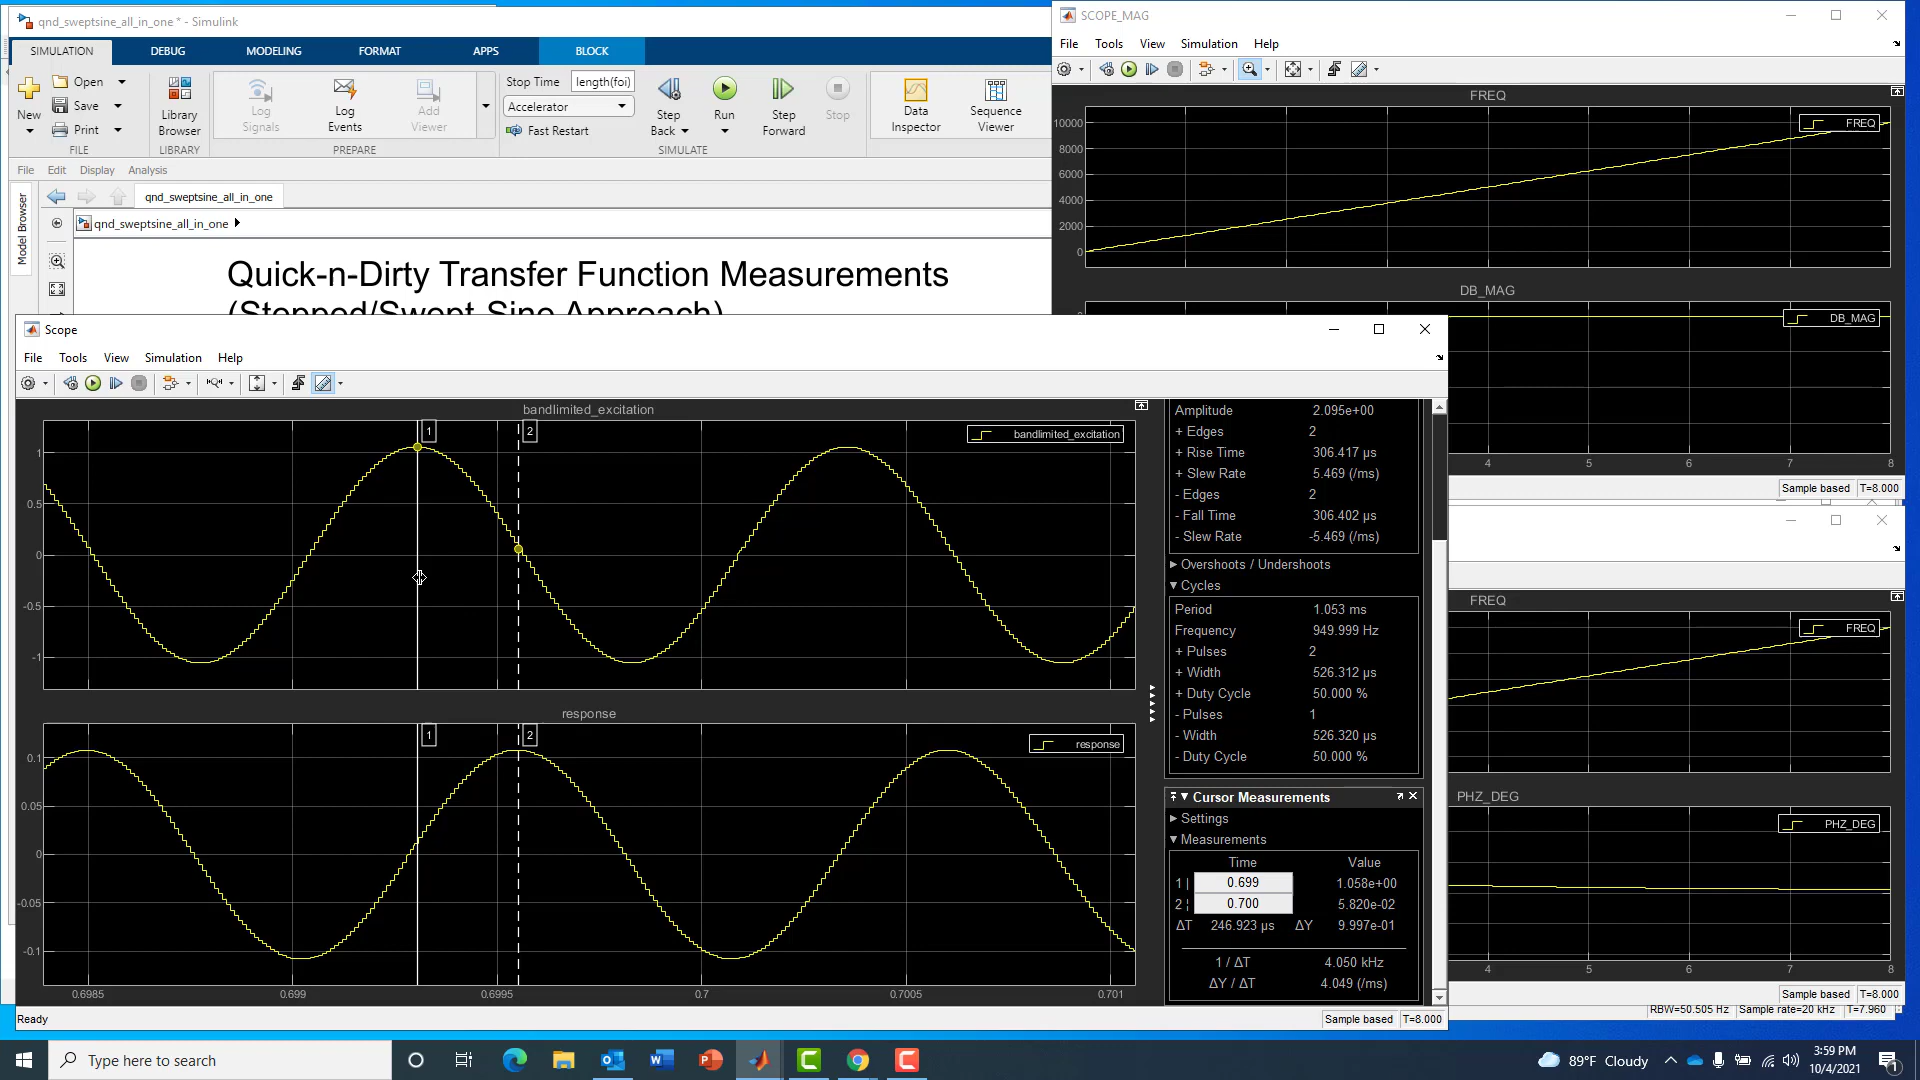 qnd_sweptsine_all_in_one * - Simulink
SIMULATION DEBUG MODELING FORMAT APPS BLOCK
New
Open
Save
Print
FILE
Library Browser
LIBRARY
Log Signals
Log Events
Add Viewer
PREPARE
Stop Time length(foi)
Accelerator
Fast Restart
Step Back
Run
Step Forward
Stop
SIMULATE
Data Inspector
Sequence Viewer
File Edit Display Analysis
Model Browser
qnd_sweptsine_all_in_one
qnd_sweptsine_all_in_one
Quick-n-Dirty Transfer Function Measurements
(Stepped/Swept-Sine Approach)
SCOPE_MAG
File Tools View Simulation Help
FREQ
FREQ
10000
8000
6000
4000
2000
0
DB_MAG
DB_MAG
4 5 6 7 8
Sample based T=8.000
Scope
File Tools View Simulation Help
bandlimited_excitation
bandlimited_excitation
1 2
1
0.5
0
-0.5
-1
response
response
1 2
0.1
0.05
0
-0.05
-0.1
0.6985 0.699 0.6995 0.7 0.7005 0.701
Amplitude 2.095e+00
+ Edges 2
+ Rise Time 306.417 µs
+ Slew Rate 5.469 (/ms)
- Edges 2
- Fall Time 306.402 µs
- Slew Rate -5.469 (/ms)
Overshoots / Undershoots
Cycles
Period 1.053 ms
Frequency 949.999 Hz
+ Pulses 2
+ Width 526.312 µs
+ Duty Cycle 50.000 %
- Pulses 1
- Width 526.320 µs
- Duty Cycle 50.000 %
Cursor Measurements
Settings
Measurements
Time Value
1 | 0.699 1.058e+00
2 ¦ 0.700 5.820e-02
ΔT 246.923 µs ΔY 9.997e-01
1 / ΔT 4.050 kHz
ΔY / ΔT 4.049 (/ms)
Ready
Sample based T=8.000
FREQ
FREQ
PHZ_DEG
PHZ_DEG
4 5 6 7 8
Sample based T=8.000
RBW=50.505 Hz Sample rate=20 kHz T=7.960
Type here to search
89°F Cloudy
3:59 PM
10/4/2021
1